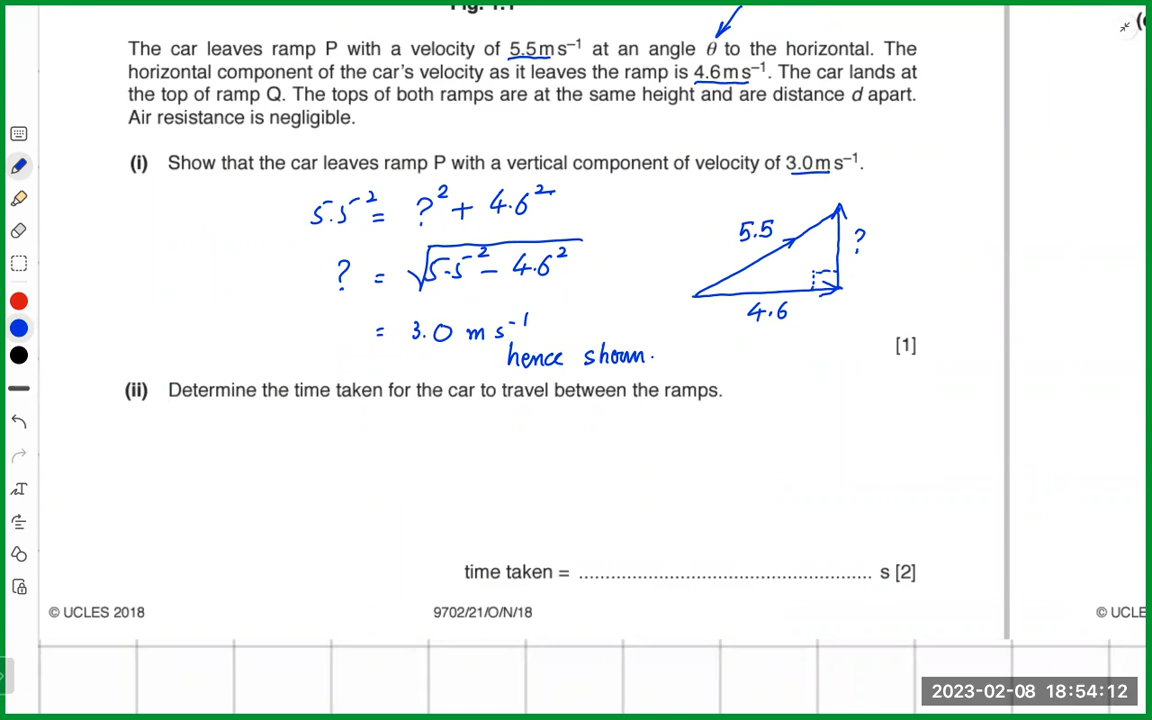 The car leaves ramp P with a velocity of 5.5 m s⁻¹ at an angle θ to the horizontal. The
horizontal component of the car's velocity as it leaves the ramp is 4.6 m s⁻¹. The car lands at
the top of ramp Q. The tops of both ramps are at the same height and are distance d apart.
Air resistance is negligible.
(i) Show that the car leaves ramp P with a vertical component of velocity of 3.0 m s⁻¹.
5.5² = ?² + 4.6²
5.5
?
? = √5.5² − 4.6²
4.6
= 3.0 m s⁻¹
hence shown.
[1]
(ii) Determine the time taken for the car to travel between the ramps.
time taken = ...................................................... s [2]
© UCLES 2018
9702/21/O/N/18
© UCLE
2023-02-08 18:54:12